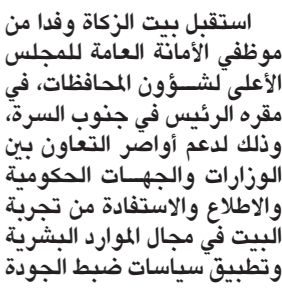 استقبل بيت الزكاة وفدا من
موظفي الأمانة العامة للمجلس
الأعلى لشؤون المحافظات، في
مقره الرئيس في جنوب السرة،
وذلك لدعم أواصر التعاون بين
الوزارات والجهات الحكومية
والاطلاع والاستفادة من تجربة
البيت في مجال الموارد البشرية
وتطبيق سياسات ضبط الجودة